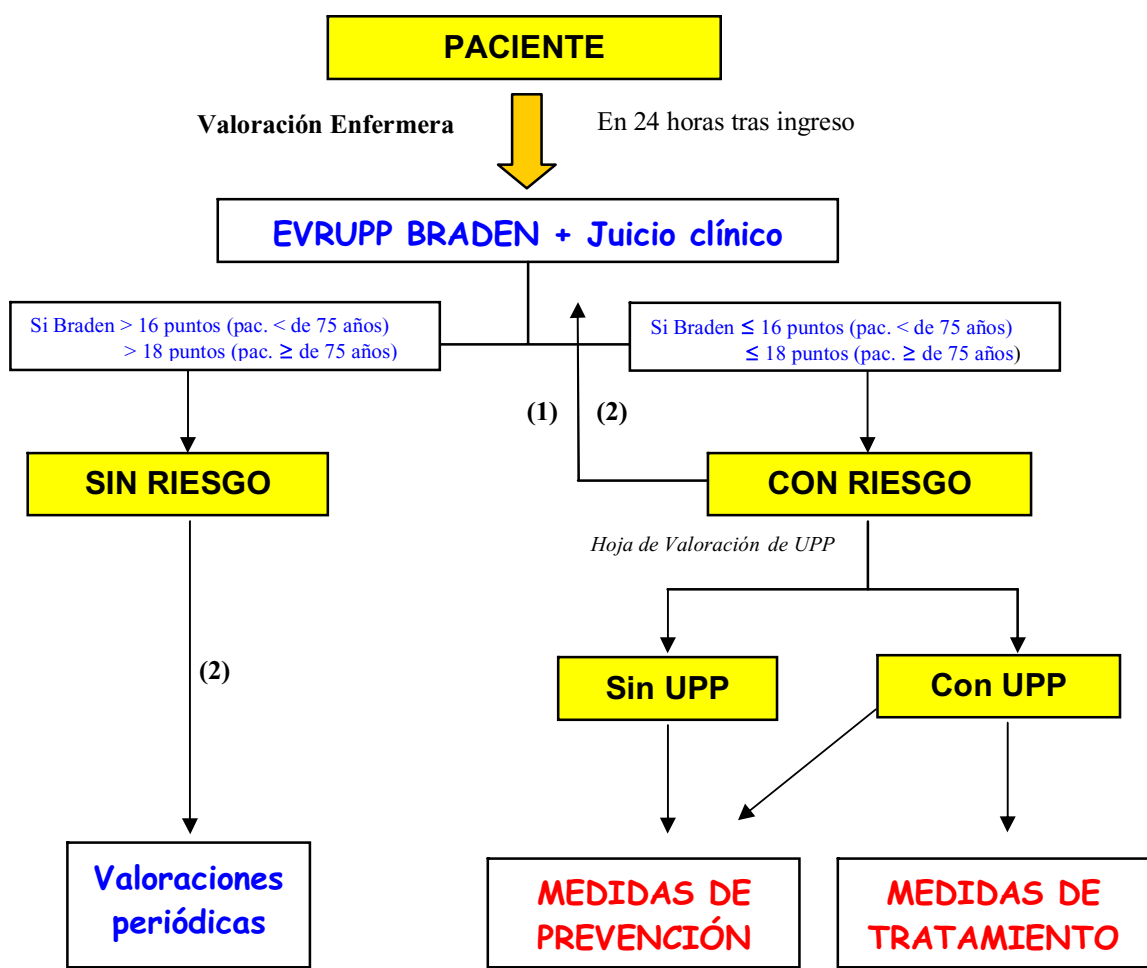 PACIENTE
Valoración Enfermera
En 24 horas tras ingreso
EVRUPP BRADEN + Juicio clínico
Si Braden > 16 puntos (pac. < de 75 años)
> 18 puntos (pac. ≥ de 75 años)
Si Braden ≤ 16 puntos (pac. < de 75 años)
≤ 18 puntos (pac. ≥ de 75 años)
(1)
(2)
SIN RIESGO
CON RIESGO
Hoja de Valoración de UPP
(2)
Sin UPP
Con UPP
Valoraciones
periódicas
MEDIDAS DE
PREVENCIÓN
MEDIDAS DE
TRATAMIENTO